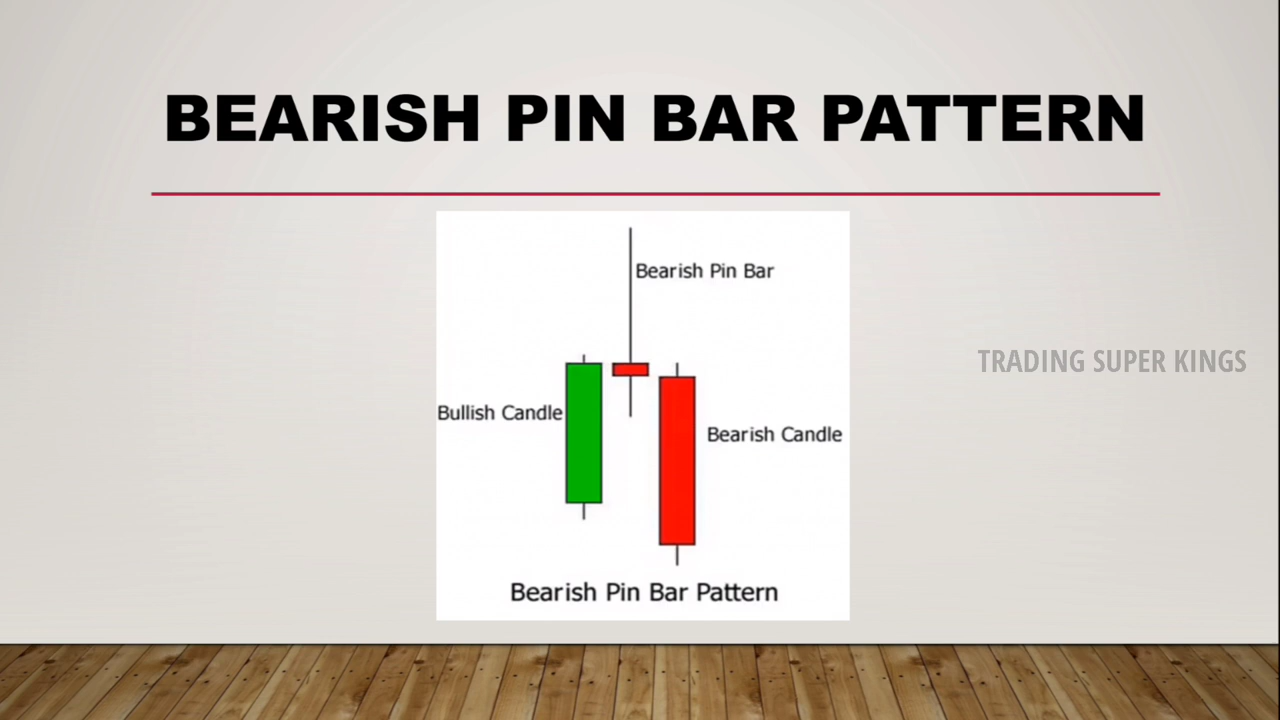 BEARISH PIN BAR PATTERN
Bearish Pin Bar
TRADING SUPER KINGS
Bullish Candle
Bearish Candle
Bearish Pin Bar Pattern